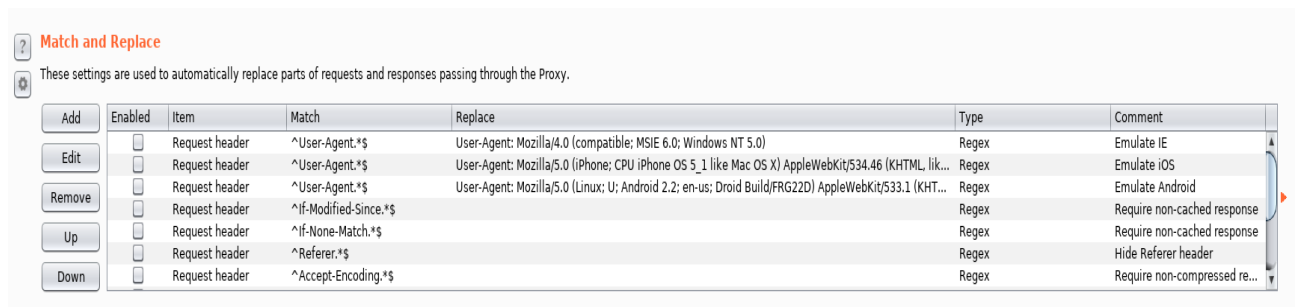 ?
Match and Replace
These settings are used to automatically replace parts of requests and responses passing through the Proxy.
Add
Edit
Remove
Up
Down
Enabled Item Match Replace Type Comment
Request header ^User-Agent.*$ User-Agent: Mozilla/4.0 (compatible; MSIE 6.0; Windows NT 5.0) Regex Emulate IE
Request header ^User-Agent.*$ User-Agent: Mozilla/5.0 (iPhone; CPU iPhone OS 5_1 like Mac OS X) AppleWebKit/534.46 (KHTML, lik... Regex Emulate iOS
Request header ^User-Agent.*$ User-Agent: Mozilla/5.0 (Linux; U; Android 2.2; en-us; Droid Build/FRG22D) AppleWebKit/533.1 (KHT... Regex Emulate Android
Request header ^If-Modified-Since.*$ Regex Require non-cached response
Request header ^If-None-Match.*$ Regex Require non-cached response
Request header ^Referer.*$ Regex Hide Referer header
Request header ^Accept-Encoding.*$ Regex Require non-compressed re...